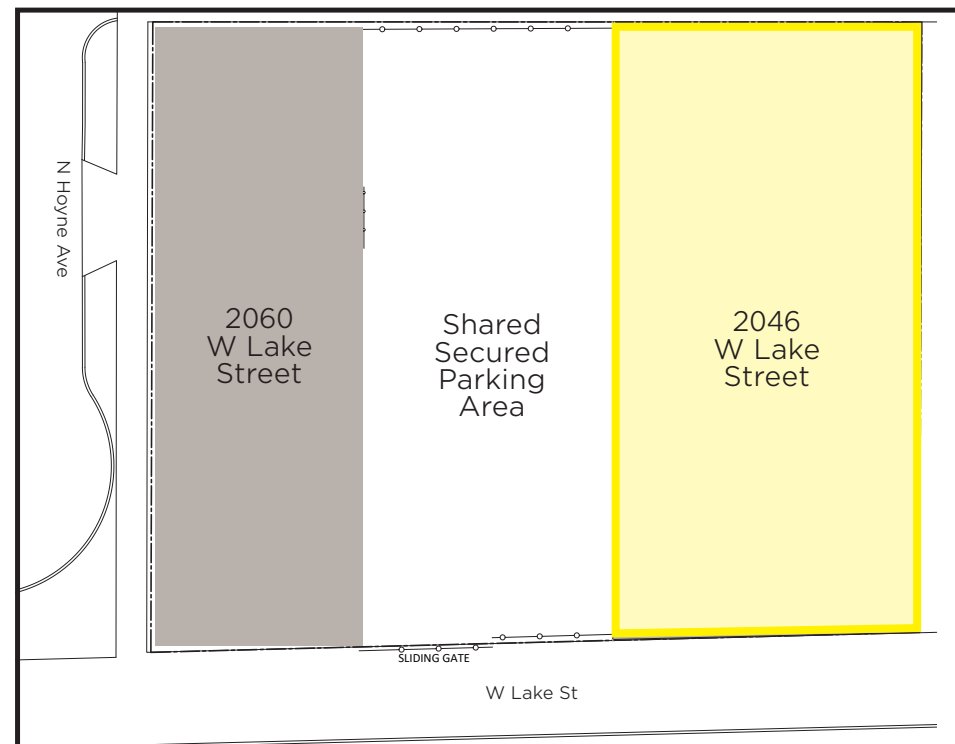 N Hoyne Ave
2060
W Lake
Street
Shared
Secured
Parking
Area
2046
W Lake
Street
SLIDING GATE
W Lake St